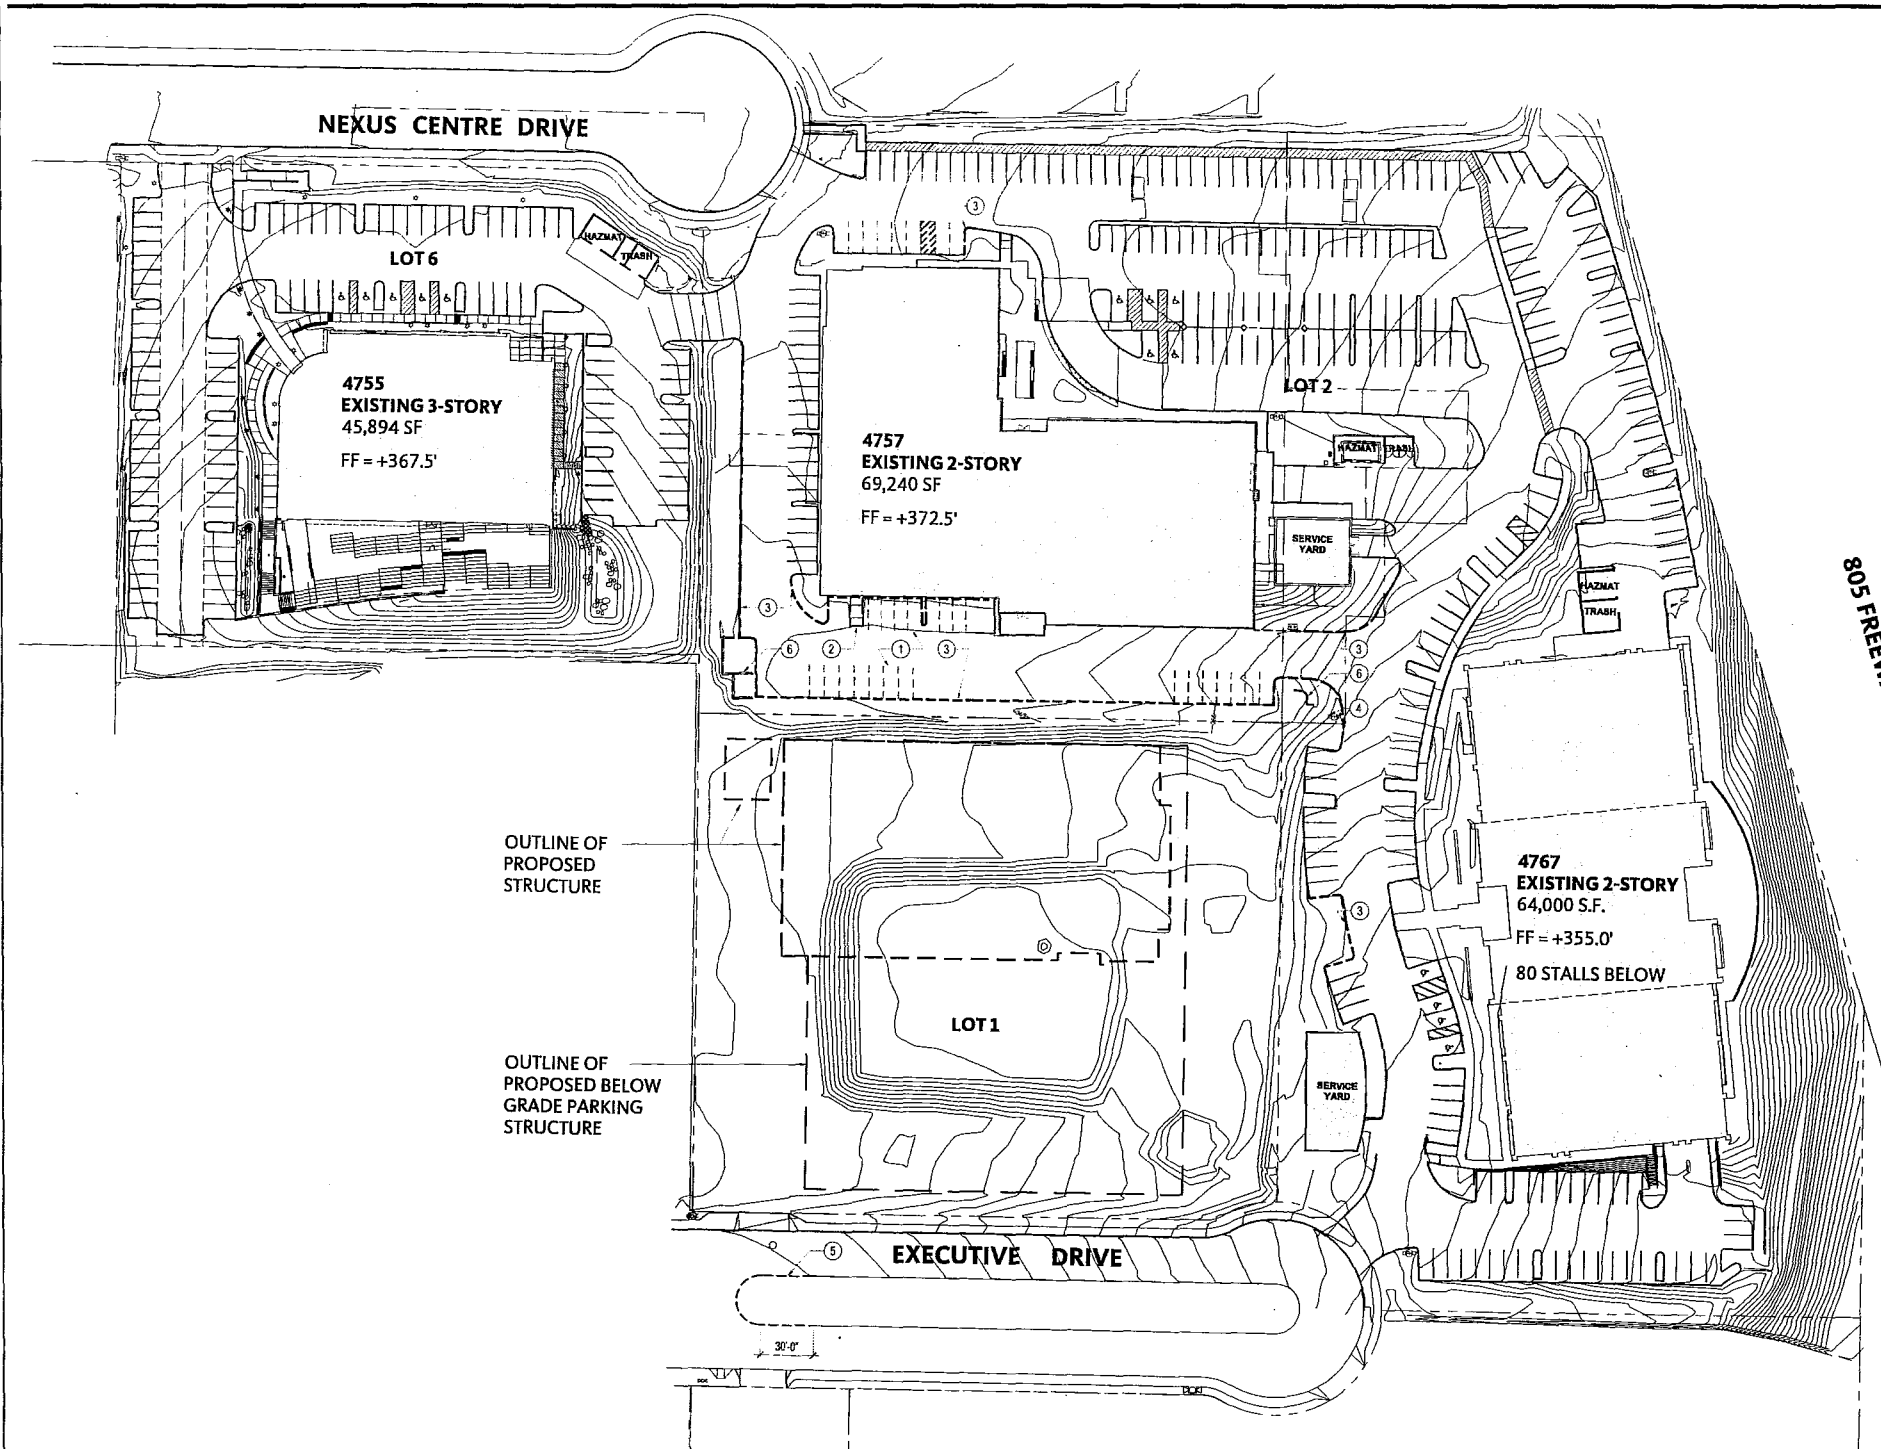 NEXUS CENTRE DRIVE
LOT 6
HAZMAT
TRASH
3
4755
EXISTING 3-STORY
45,894 SF
FF = +367.5'
4757
EXISTING 2-STORY
69,240 SF
FF = +372.5'
LOT 2
HAZMAT
TRASH
SERVICE
YARD
HAZMAT
TRASH
805
3
6
2
1
3
3
6
4
OUTLINE OF
PROPOSED
STRUCTURE
4767
EXISTING 2-STORY
64,000 S.F.
FF = +355.0'
80 STALLS BELOW
3
LOT 1
OUTLINE OF
PROPOSED BELOW
GRADE PARKING
STRUCTURE
SERVICE
YARD
5
EXECUTIVE DRIVE
30'-0"